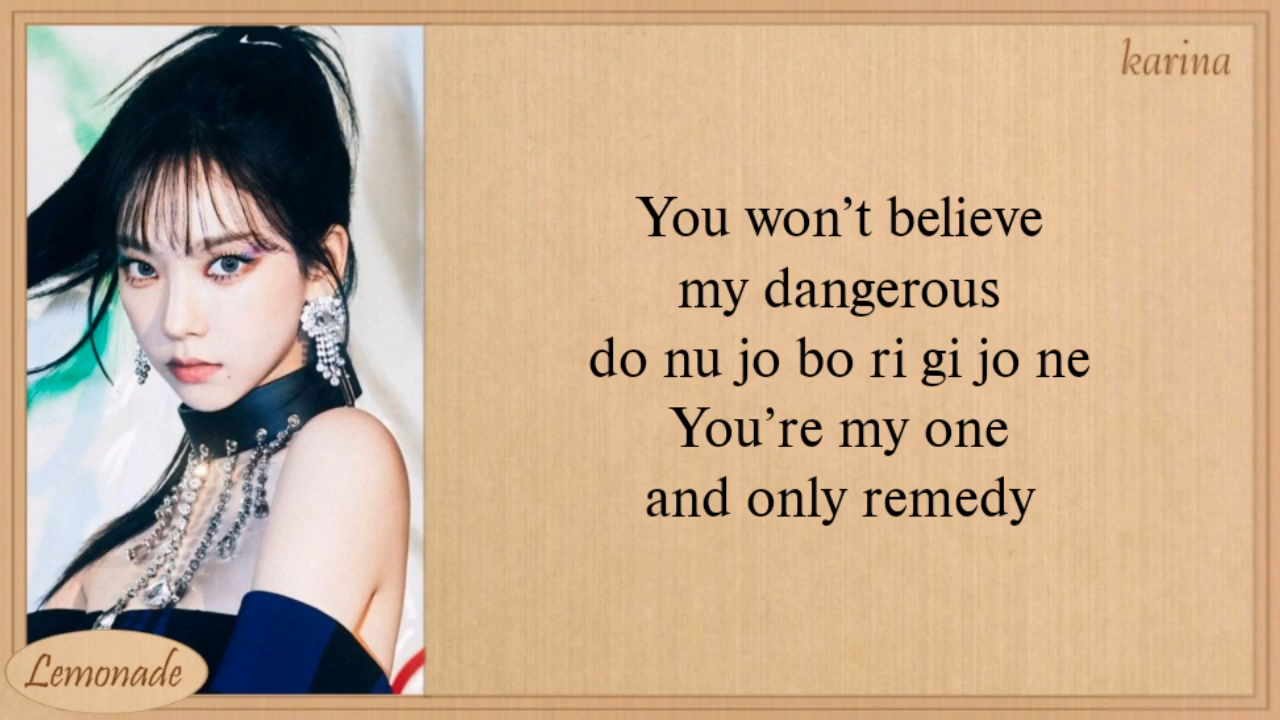 karina
You won’t believe
my dangerous
do nu jo bo ri gi jo ne
You’re my one
and only remedy
Lemonade